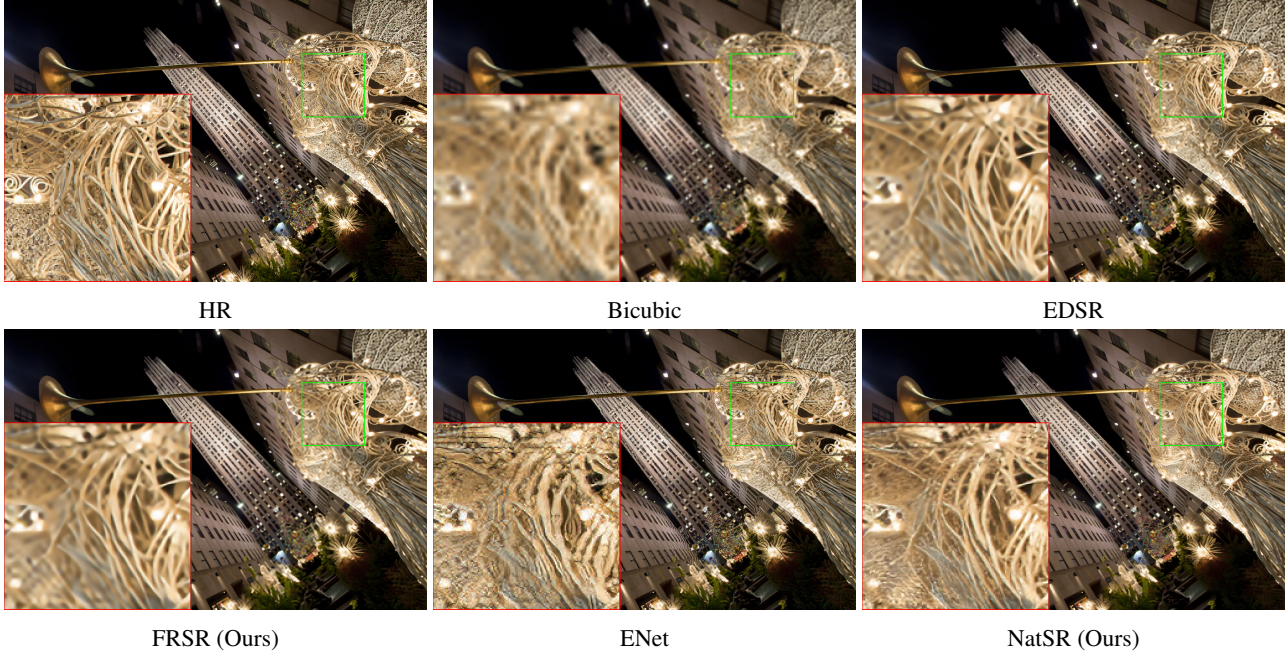 HR
Bicubic
EDSR
FRSR (Ours)
ENet
NatSR (Ours)